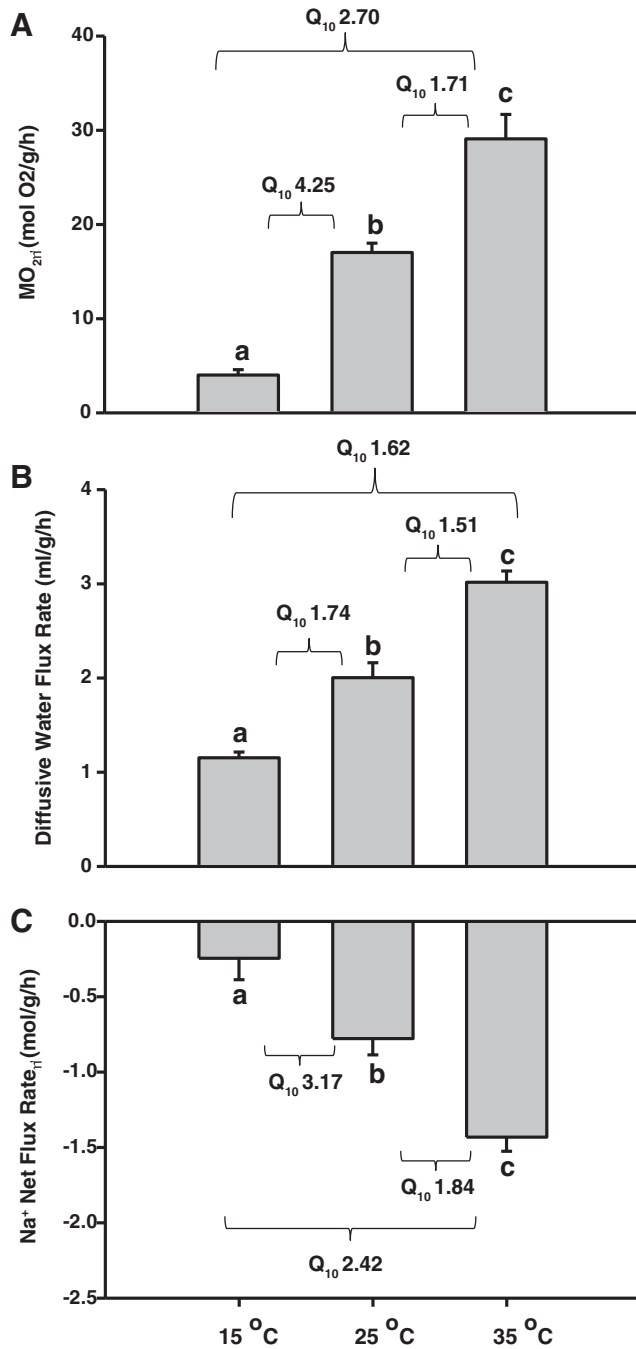 A
Q10 2.70
40
Q10 1.71
c
30
Q10 4.25
b
20
10
a
0
MO2 (mol O2/g/h)
B
Q10 1.62
4
Q10 1.51
c
3
Q10 1.74
b
2
a
1
0
Diffusive Water Flux Rate (ml/g/h)
C
0.0
a
-0.5
Q10 3.17
b
-1.0
Q10 1.84
c
-1.5
-2.0
Q10 2.42
-2.5
Na+ Net Flux Rate (mol/g/h)
15 oC
25 oC
35 oC